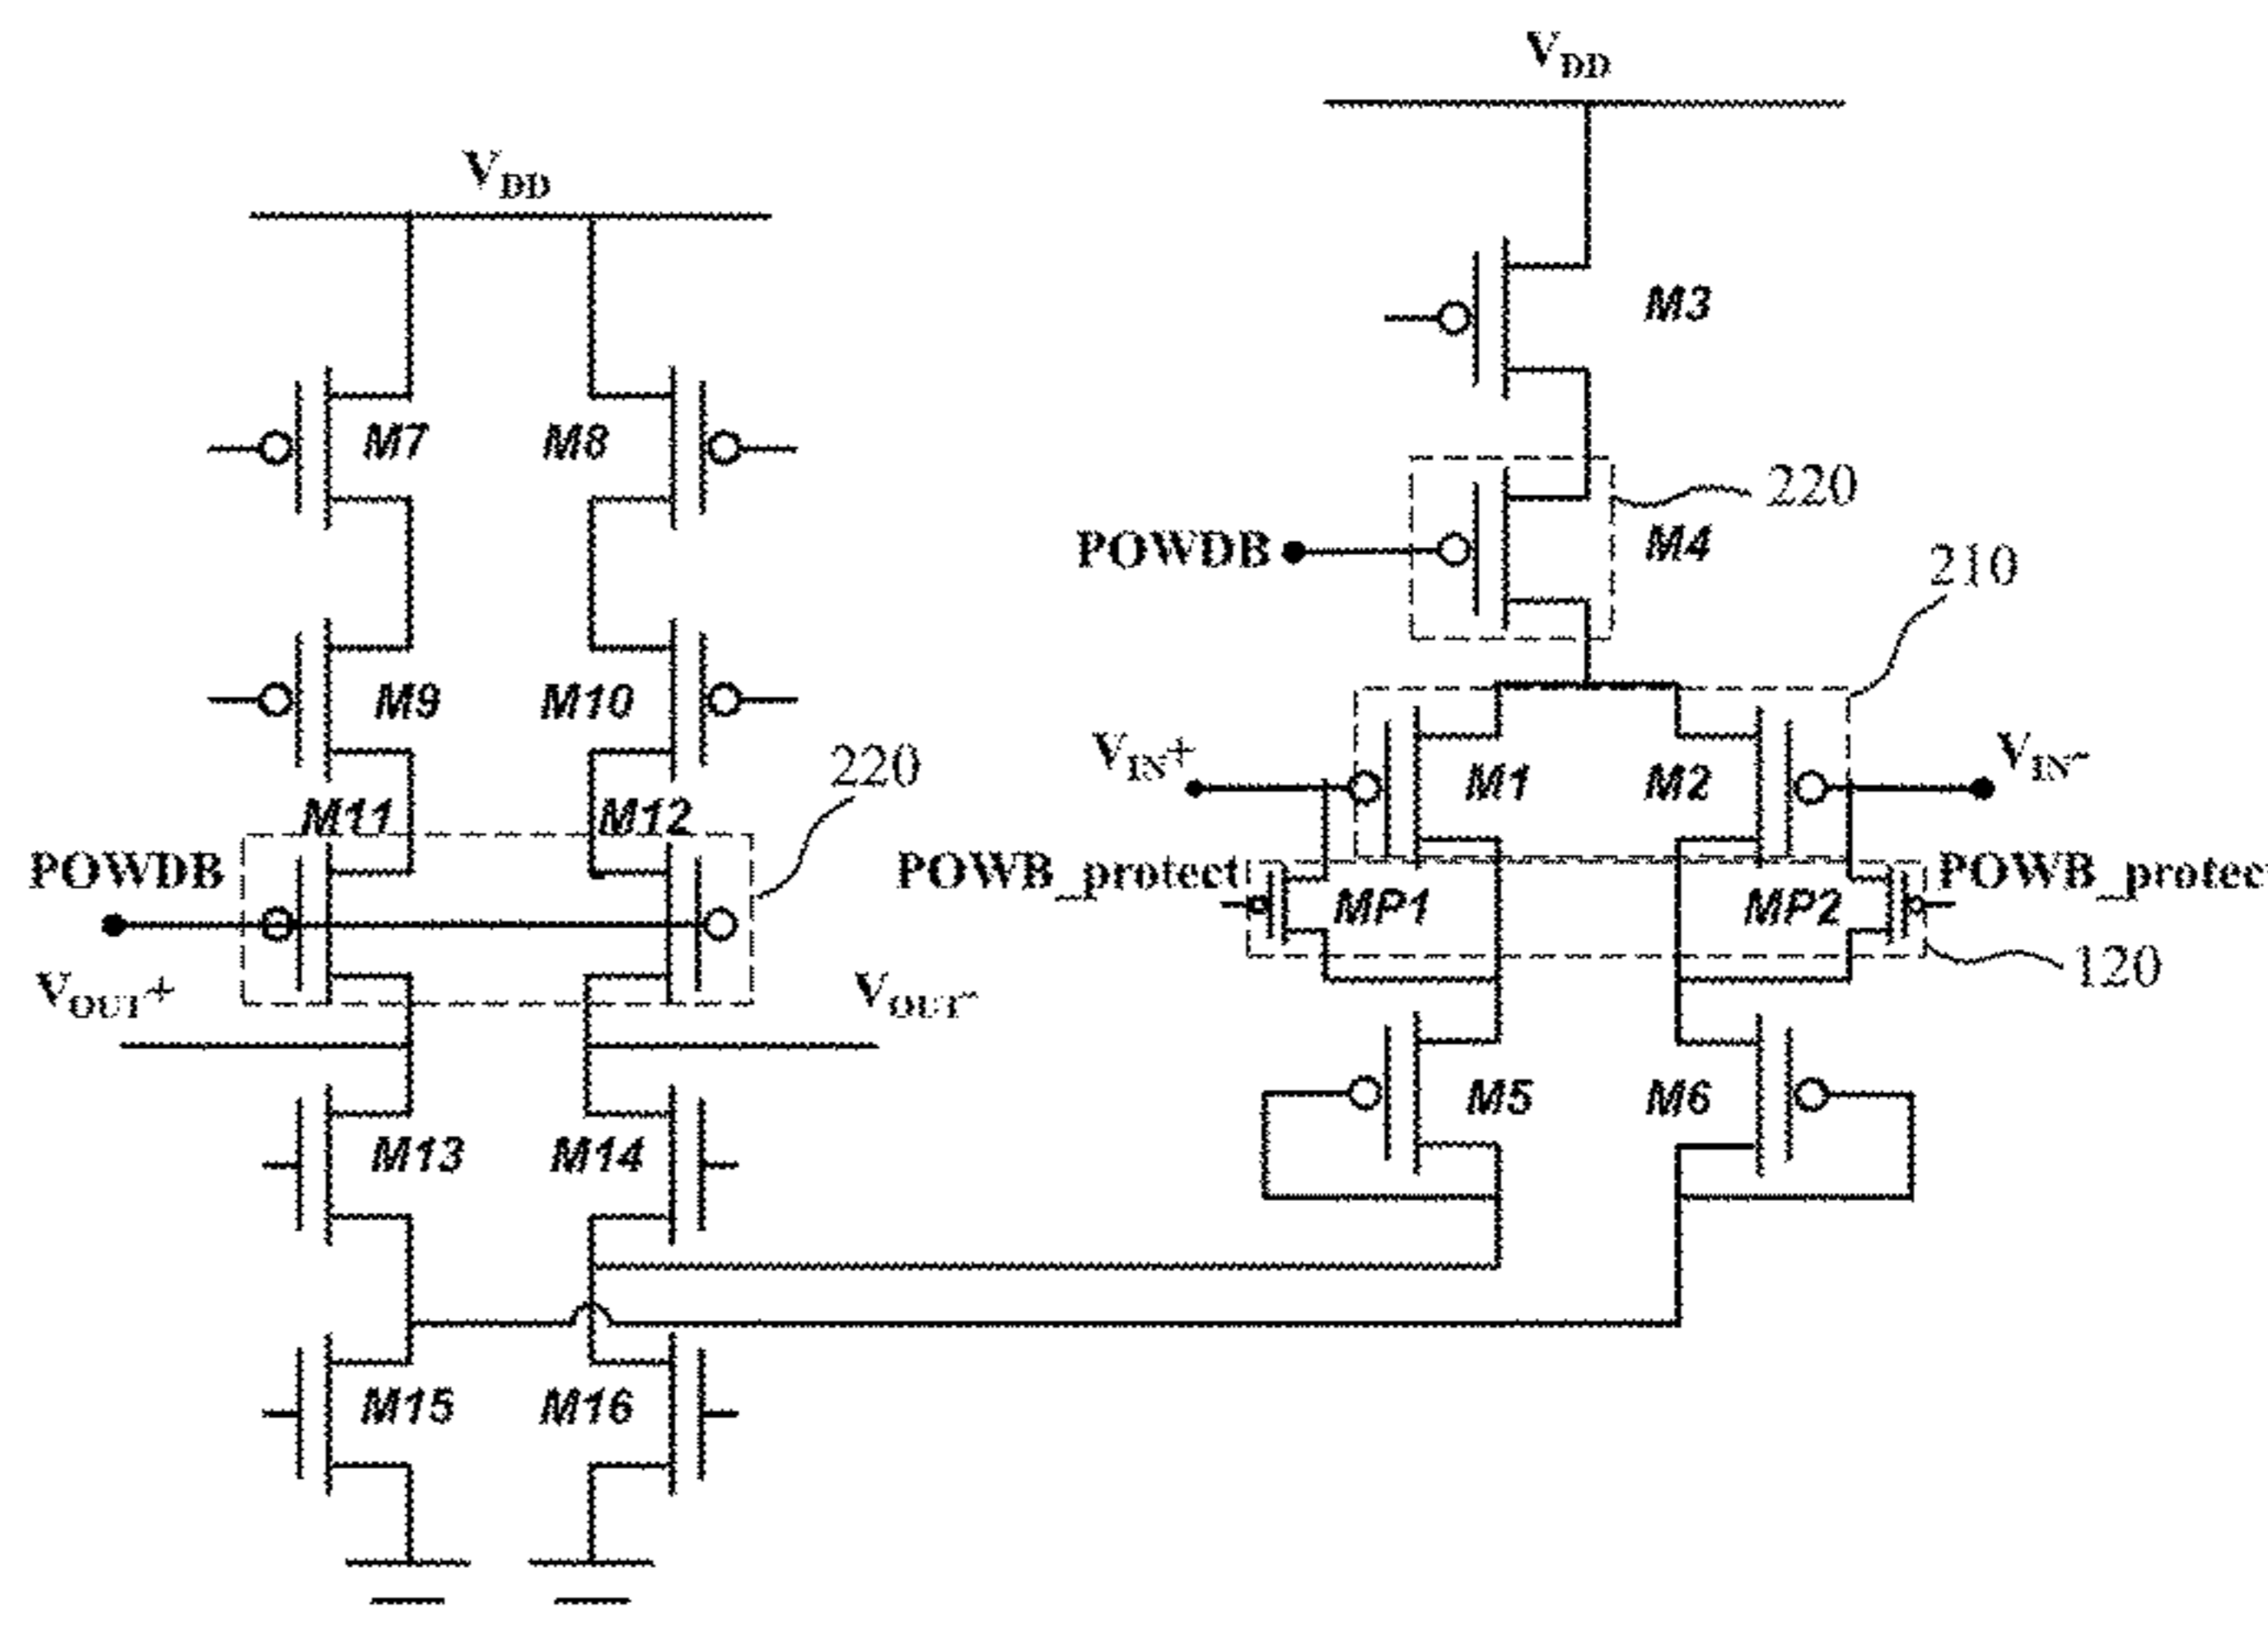 VDD
VDD
M3
M7 M8
220
POWDB M4
210
M9 M10
VIN+ M1 M2 VIN-
220
M11 M12
POWDB
POWB_protect MP1 MP2 POWB_protect
120
VOUT+ VOUT-
M5 M6
M13 M14
M15 M16